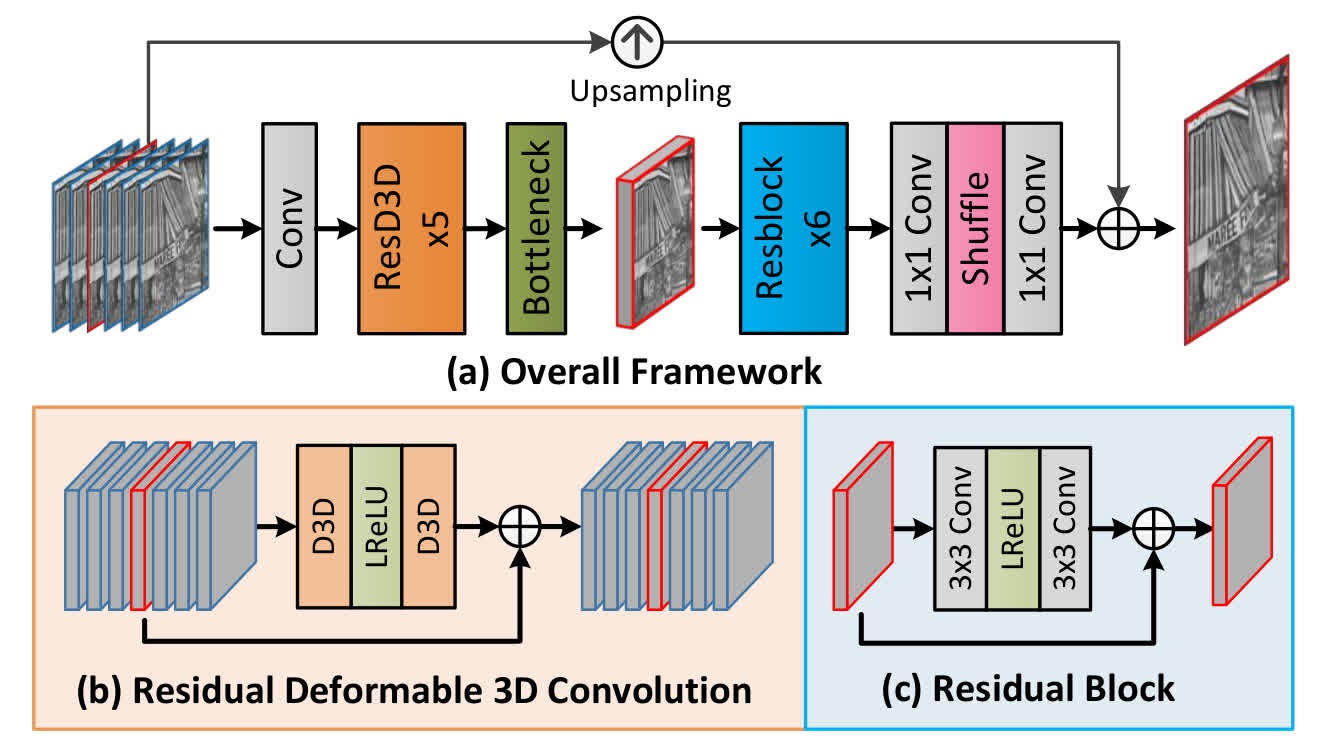 Upsampling
Conv
ResD3D
x5
Bottleneck
Resblock
x6
1x1 Conv
Shuffle
1x1 Conv
(a) Overall Framework
D3D
LReLU
D3D
(b) Residual Deformable 3D Convolution
3x3 Conv
LReLU
3x3 Conv
(c) Residual Block